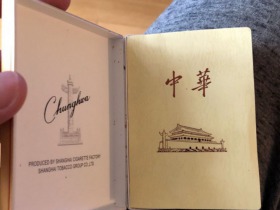 Chunghwa
PRODUCED BY SHANGHAI CIGARETTE FACTORY
SHANGHAI TOBACCO GROUP CO., LTD.
中華